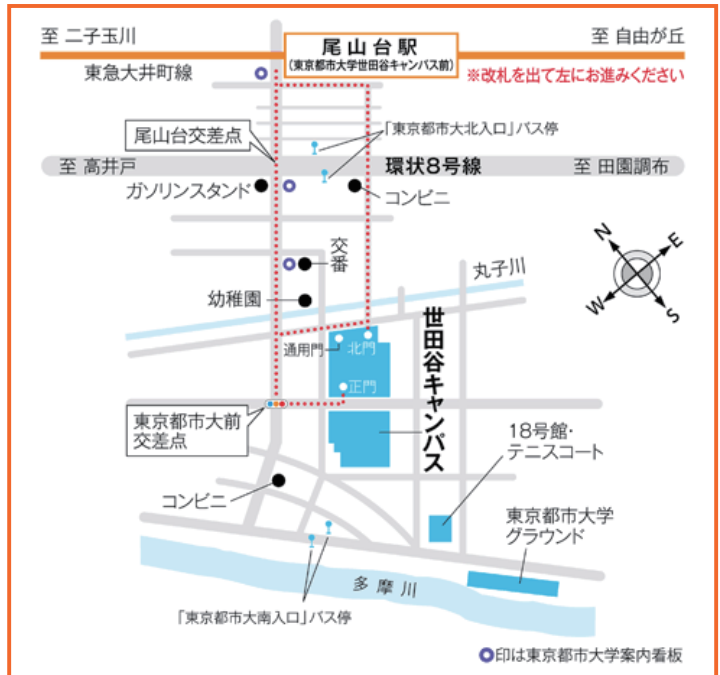 至 二子玉川
尾山台駅
(東京都市大学世田谷キャンパス前)
至 自由が丘
東急大井町線
※改札を出て左にお進みください
尾山台交差点
「東京都市大北入口」バス停
至 高井戸
環状8号線
至 田園調布
ガソリンスタンド
コンビニ
交番
幼稚園
丸子川
N
E
W
S
通用門
北門
正門
世田谷キャンパス
東京都市大前
交差点
18号館・
テニスコート
コンビニ
東京都市大学
グラウンド
多摩川
「東京都市大南入口」バス停
印は東京都市大学案内看板